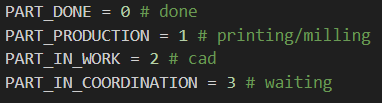 PART_DONE = 0 # done
PART_PRODUCTION = 1 # printing/milling
PART_IN_WORK = 2 # cad
PART_IN_COORDINATION = 3 # waiting